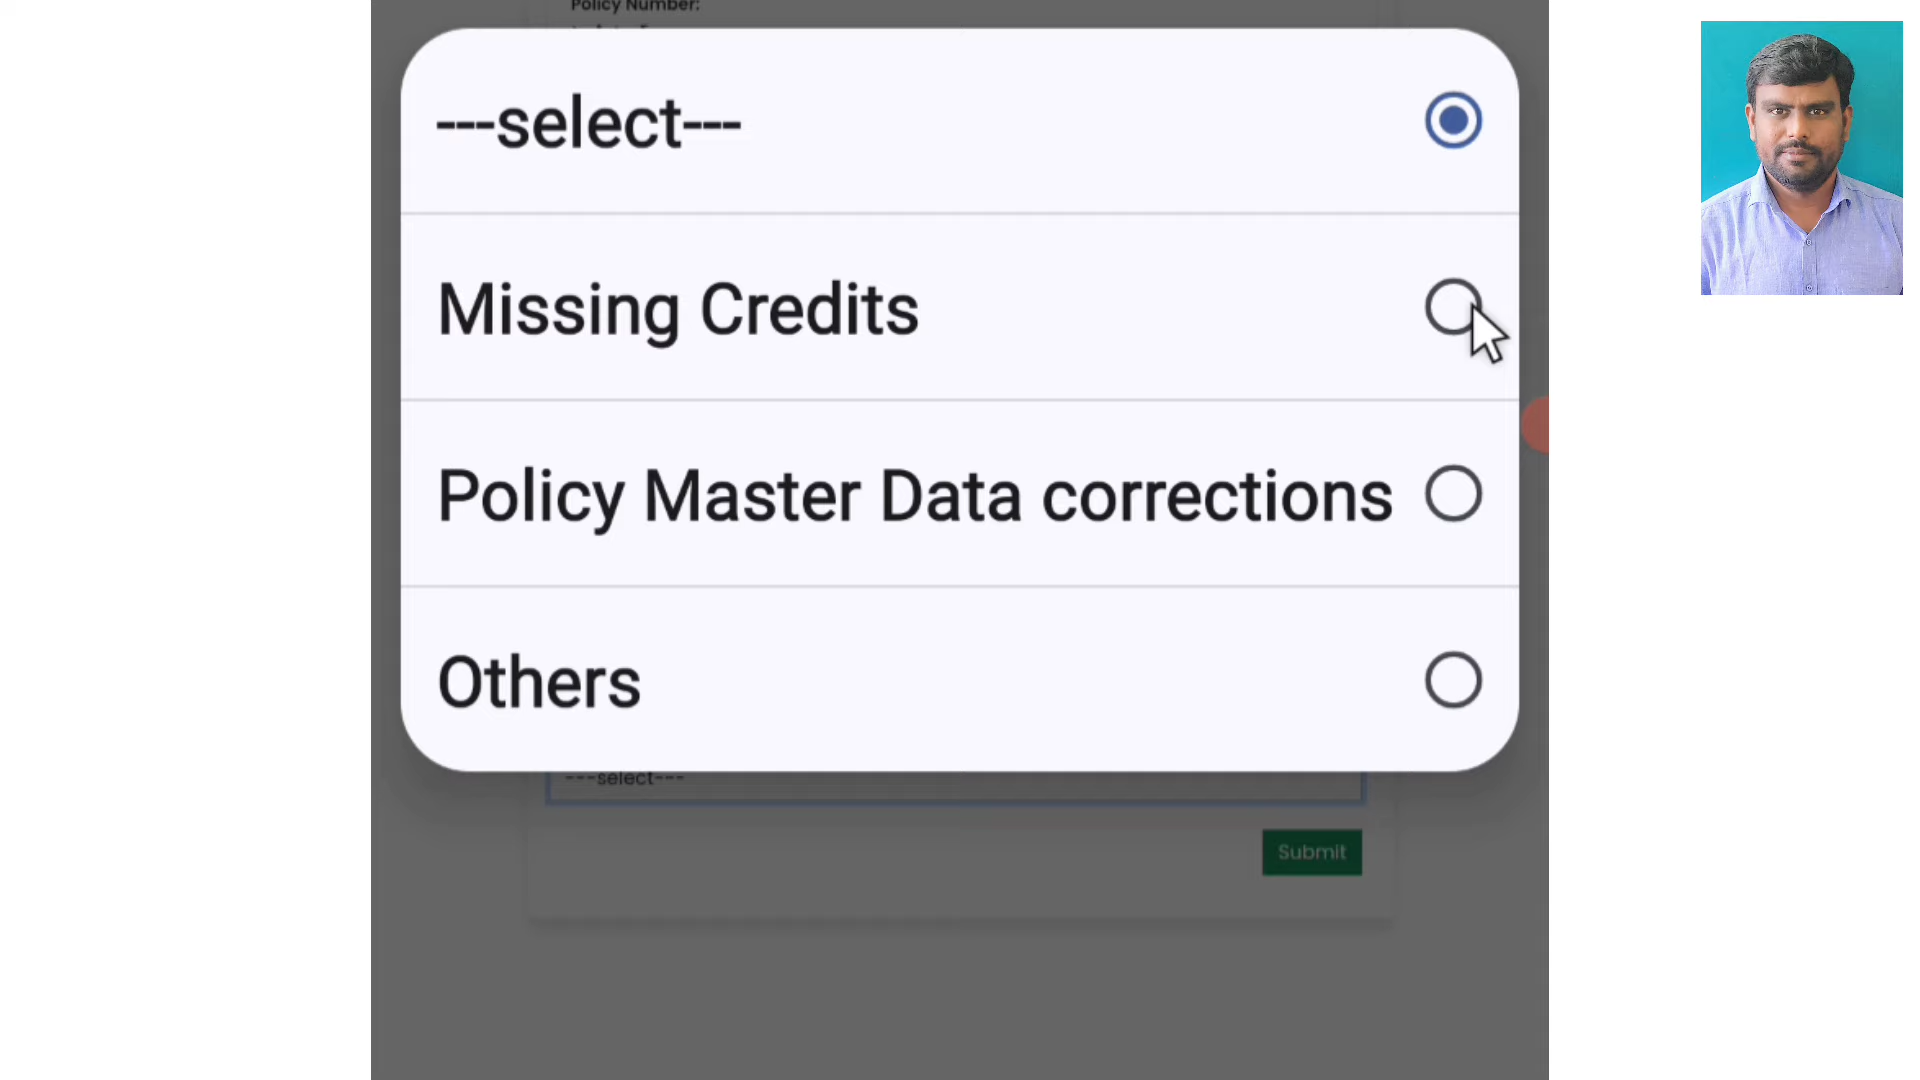 Policy Number:
---select---
Missing Credits
Policy Master Data corrections
Others
---select---
Submit